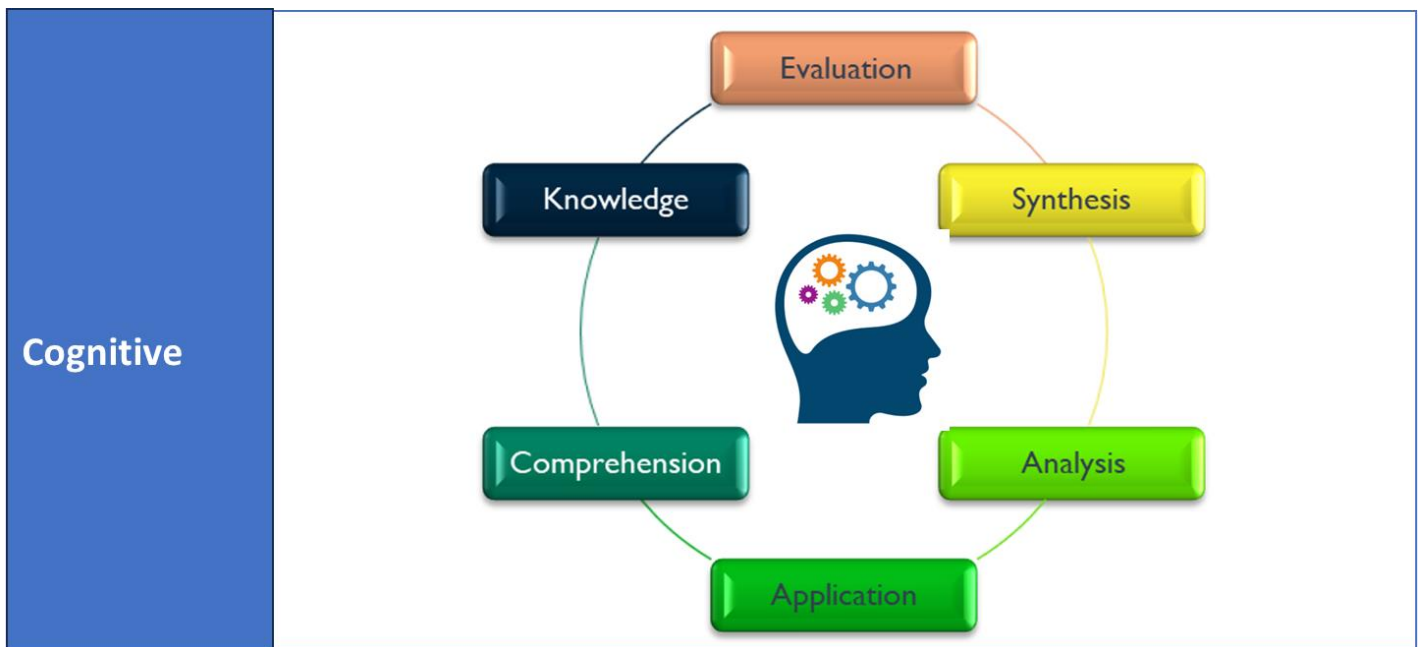 Cognitive
Evaluation
Knowledge
Synthesis
Comprehension
Analysis
Application